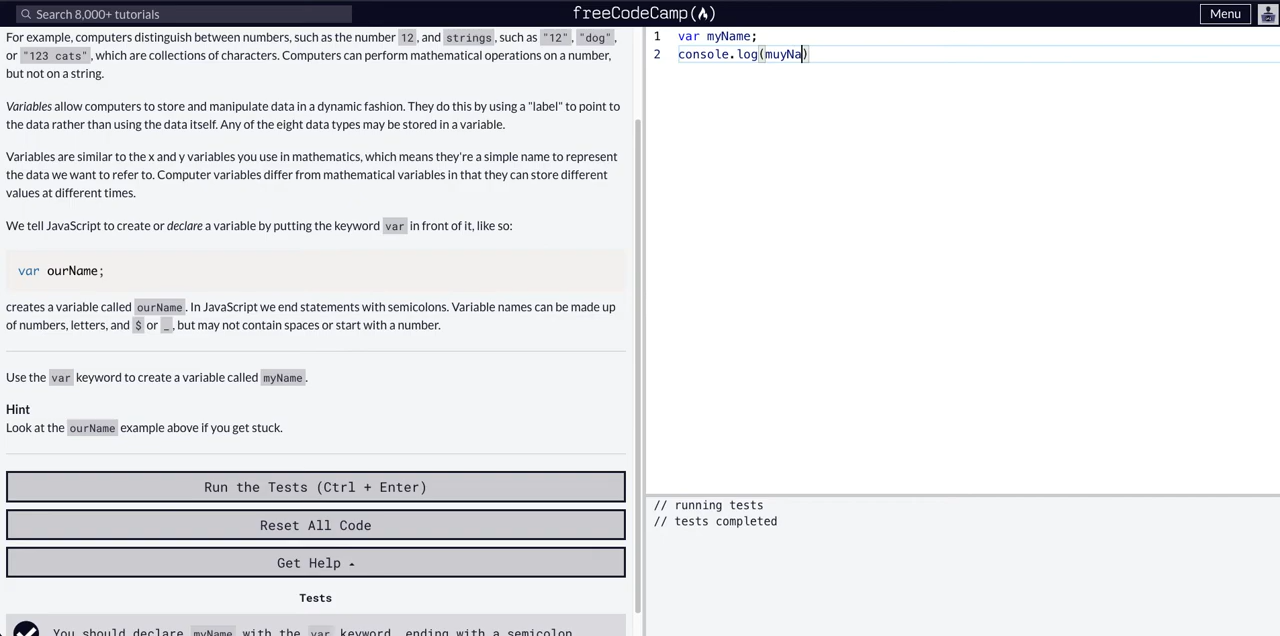 Search 8,000+ tutorials
freeCodeCamp(🔥)
Menu
For example, computers distinguish between numbers, such as the number 12, and strings, such as "12", "dog",
or "123 cats", which are collections of characters. Computers can perform mathematical operations on a number,
but not on a string.
Variables allow computers to store and manipulate data in a dynamic fashion. They do this by using a "label" to point to
the data rather than using the data itself. Any of the eight data types may be stored in a variable.
Variables are similar to the x and y variables you use in mathematics, which means they're a simple name to represent
the data we want to refer to. Computer variables differ from mathematical variables in that they can store different
values at different times.
We tell JavaScript to create or declare a variable by putting the keyword var in front of it, like so:
var ourName;
creates a variable called ourName. In JavaScript we end statements with semicolons. Variable names can be made up
of numbers, letters, and $ or _, but may not contain spaces or start with a number.
Use the var keyword to create a variable called myName.
Hint
Look at the ourName example above if you get stuck.
Run the Tests (Ctrl + Enter)
Reset All Code
Get Help
Tests
You should declare myName with the var keyword, ending with a semicolon
1 var myName;
2 console.log(muyNa)
// running tests
// tests completed